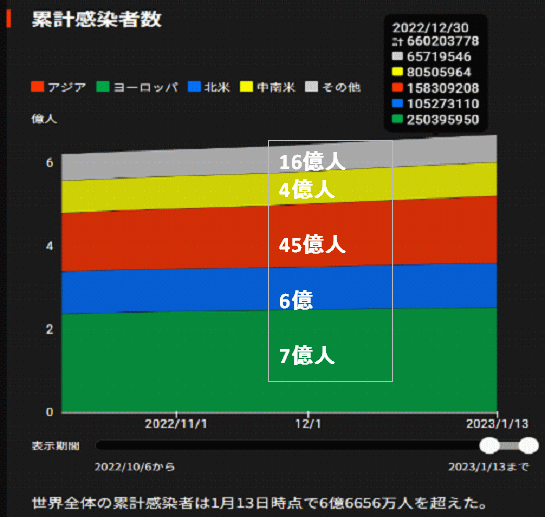 累計感染者数
2022/12/30
計 660203778
65719546
80505964
158309208
105273110
250395950
アジア ヨーロッパ 北米 中南米 その他
億人
6
16億人
4億人
4
45億人
6億
2
7億人
0
2022/11/1 12/1 2023/1/13
表示期間
2022/10/6から 2023/1/13まで
世界全体の累計感染者は1月13日時点で6億6656万人を超えた。